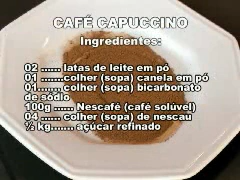 CAFÉ CAPUCCINO
Ingredientes:
02 ...... latas de leite em pó
01 ......colher (sopa) canela em pó
01.......colher (sopa) bicarbonato
de sódio
100g ...... Nescafé (café solúvel)
04 ...... colher (sopa) de nescau
½ kg....... açúcar refinado